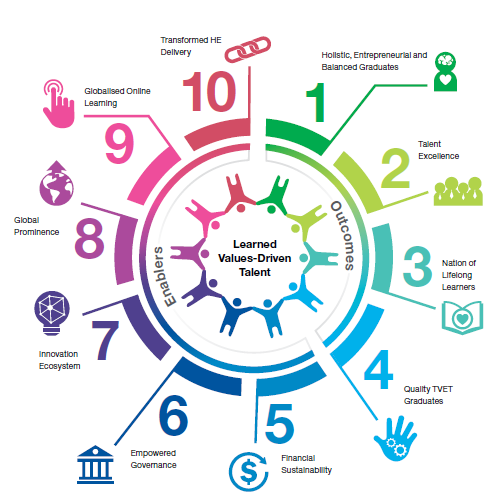 Transformed HE
Delivery
10
Holistic, Entrepreneurial and
Balanced Graduates
1
Talent
Excellence
2
Nation of
Lifelong
Learners
3
Quality TVET
Graduates
4
Financial
Sustainability
5
$
Empowered
Governance
6
Innovation
Ecosystem
7
Global
Prominence
8
Globalised Online
Learning
9
Enablers
Outcomes
Learned
Values-Driven
Talent